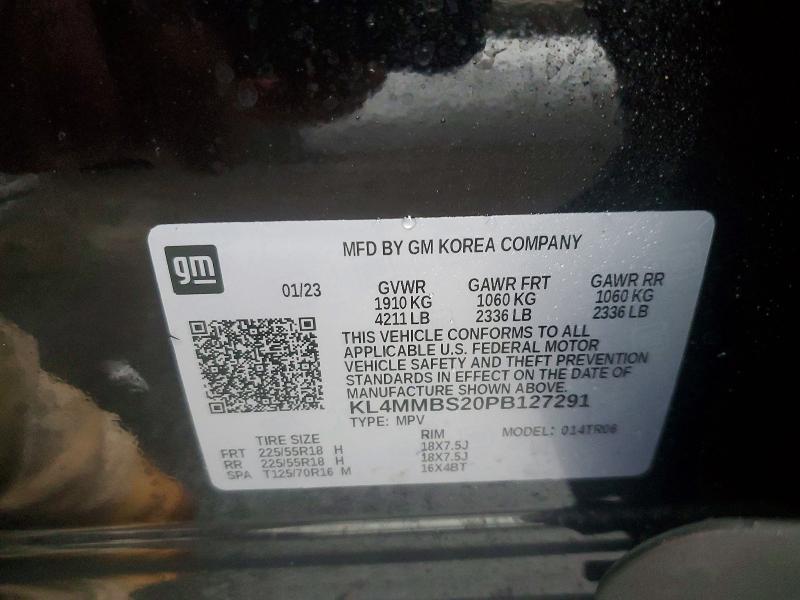 gm
MFD BY GM KOREA COMPANY
01/23
GVWR GAWR FRT GAWR RR
1910 KG 1060 KG 1060 KG
4211 LB 2336 LB 2336 LB
THIS VEHICLE CONFORMS TO ALL
APPLICABLE U.S. FEDERAL MOTOR
VEHICLE SAFETY AND THEFT PREVENTION
STANDARDS IN EFFECT ON THE DATE OF
MANUFACTURE SHOWN ABOVE.
KL4MMBS20PB127291
TYPE: MPV
MODEL: 014TR06
TIRE SIZE RIM
FRT 225/55R18 H 18X7.5J
RR 225/55R18 H 18X7.5J
SPA T125/70R16 M 16X4BT